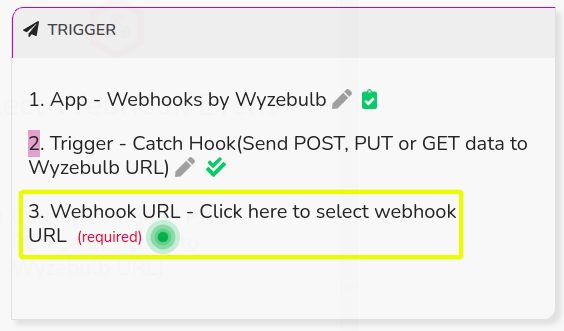 TRIGGER
1. App - Webhooks by Wyzebulb
2. Trigger - Catch Hook(Send POST, PUT or GET data to
Wyzebulb URL)
3. Webhook URL - Click here to select webhook
URL (required)